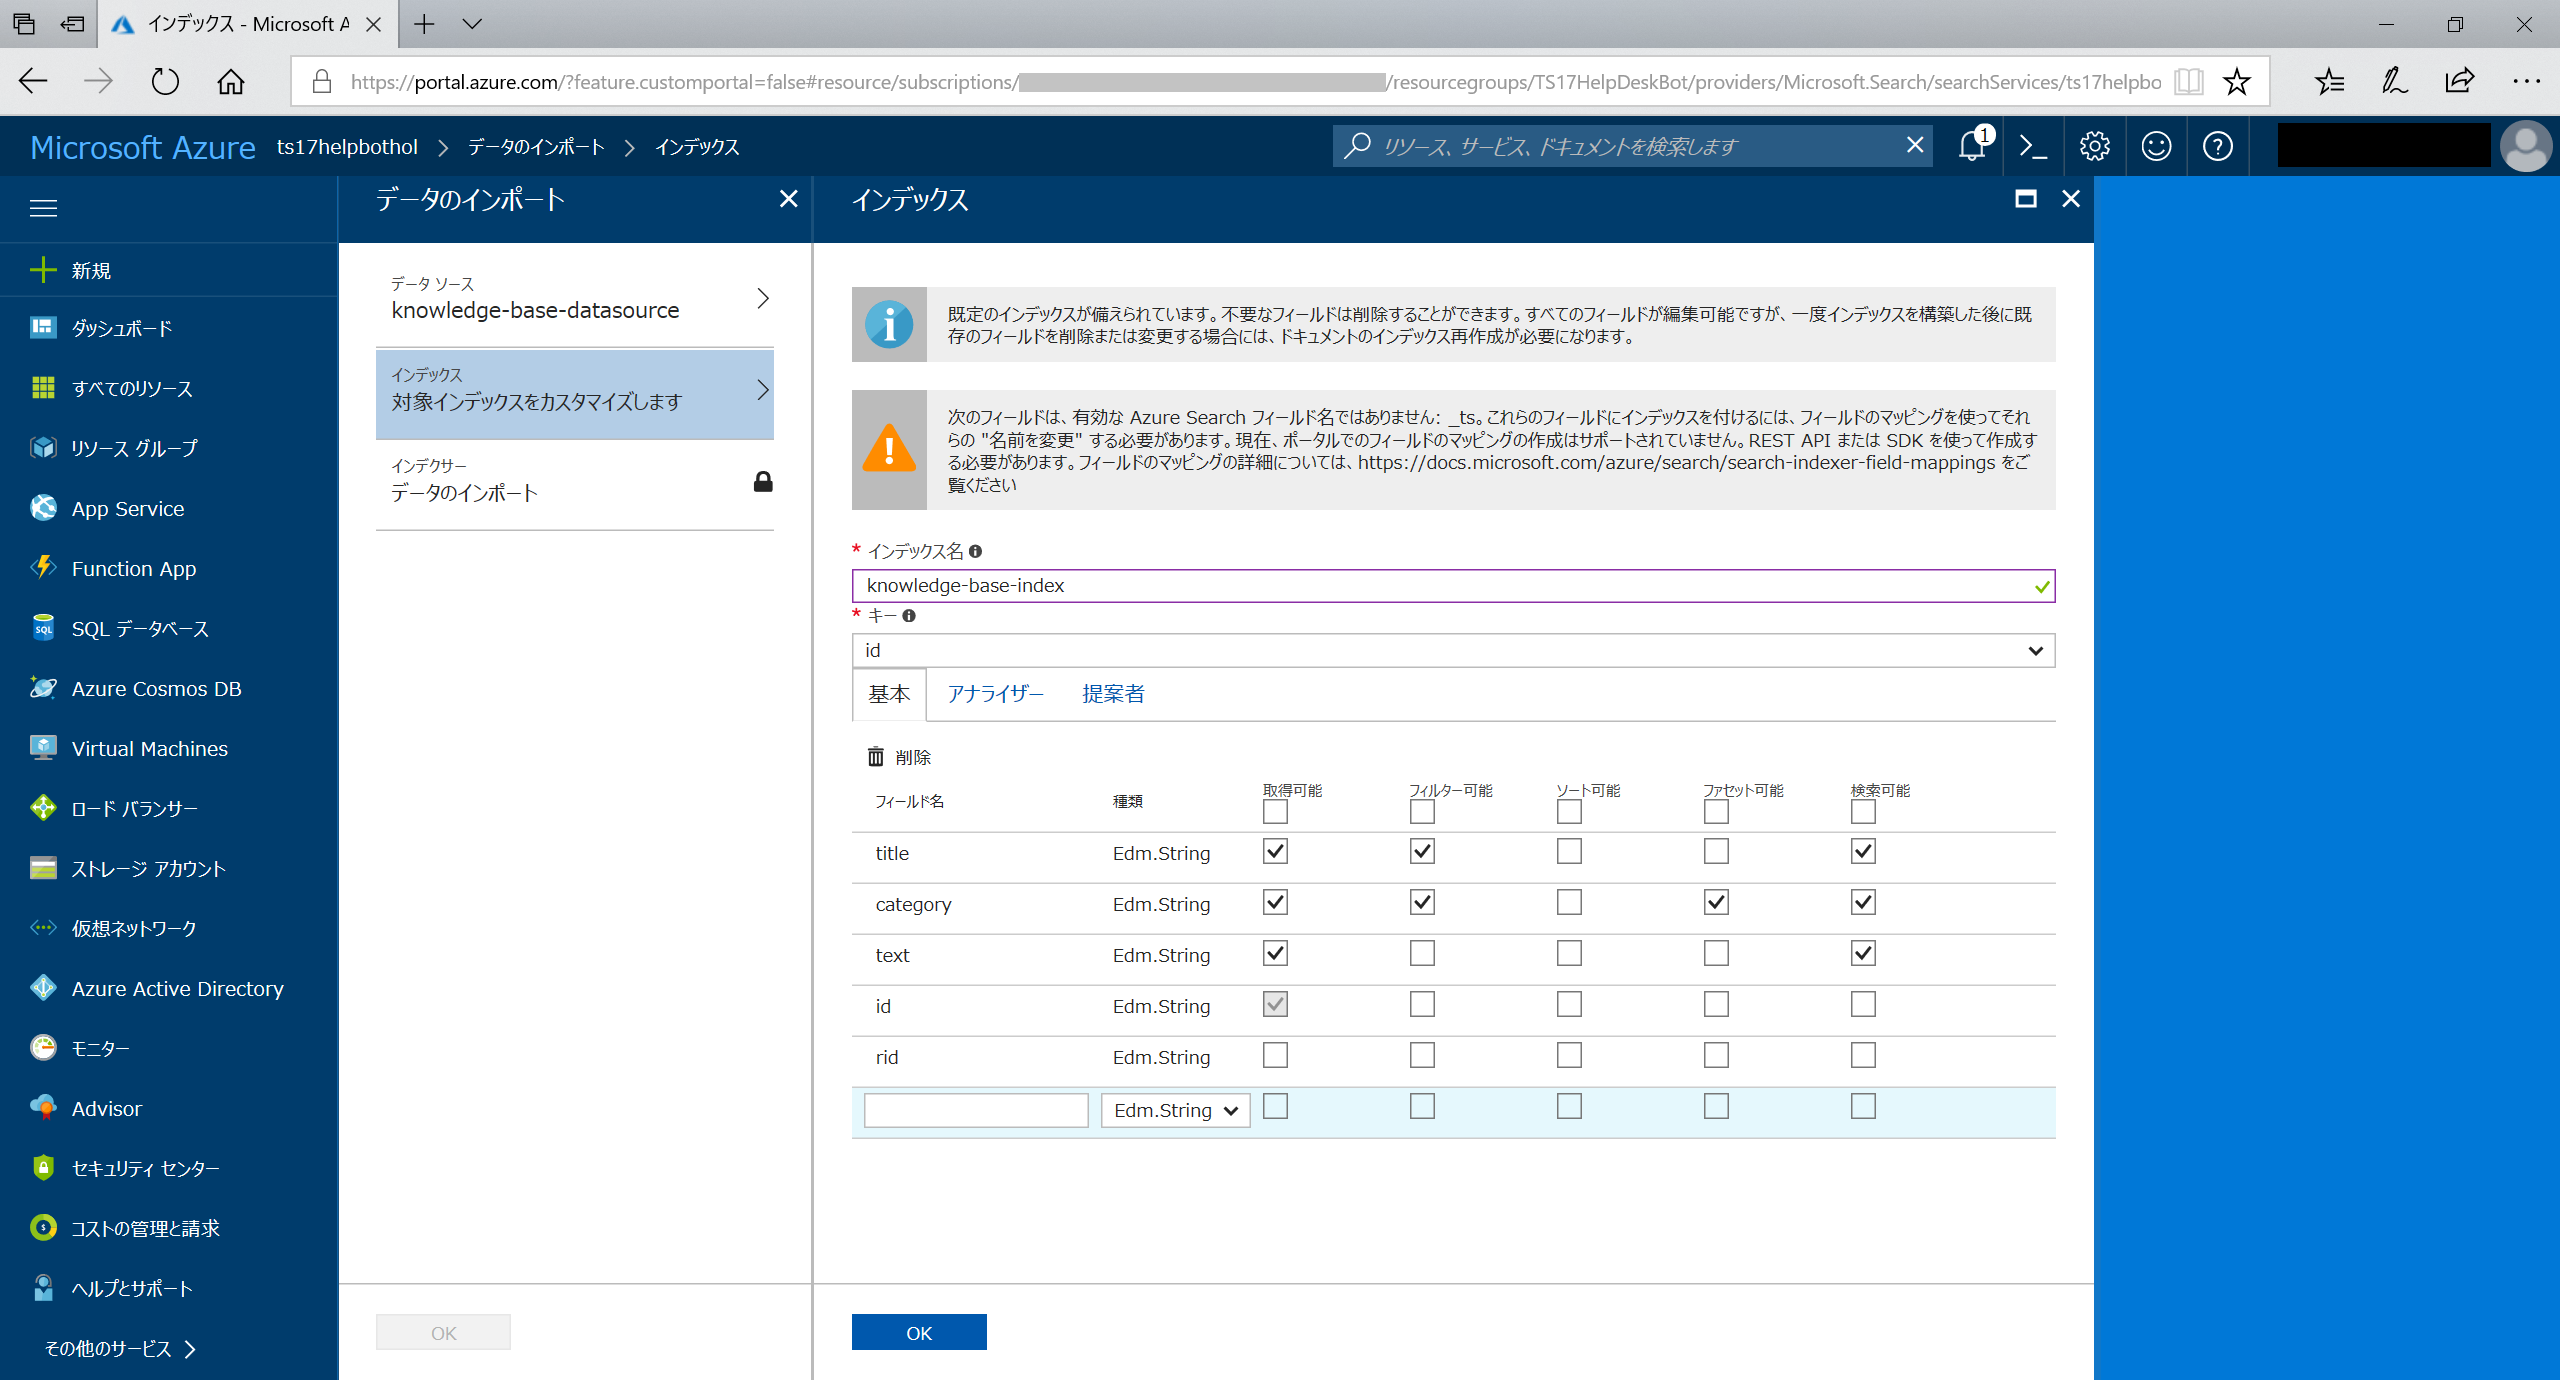 インデックス - Microsoft A
https://portal.azure.com/?feature.customportal=false#resource/subscriptions/
/resourcegroups/TS17HelpDeskBot/providers/Microsoft.Search/searchServices/ts17helpbo
Microsoft Azure ts17helpbothol > データのインポート > インデックス
リソース、サービス、ドキュメントを検索します
1
新規
ダッシュボード
すべてのリソース
リソース グループ
App Service
Function App
SQL データベース
Azure Cosmos DB
Virtual Machines
ロード バランサー
ストレージ アカウント
仮想ネットワーク
Azure Active Directory
モニター
Advisor
セキュリティ センター
コストの管理と請求
ヘルプとサポート
その他のサービス >
データのインポート
データ ソース
knowledge-base-datasource
インデックス
対象インデックスをカスタマイズします
インデクサー
データのインポート
OK
インデックス
既定のインデックスが備えられています。不要なフィールドは削除することができます。すべてのフィールドが編集可能ですが、一度インデックスを構築した後に既
存のフィールドを削除または変更する場合には、ドキュメントのインデックス再作成が必要になります。
次のフィールドは、有効な Azure Search フィールド名ではありません: _ts。これらのフィールドにインデックスを付けるには、フィールドのマッピングを使ってそれ
らの "名前を変更" する必要があります。現在、ポータルでのフィールドのマッピングの作成はサポートされていません。REST API または SDK を使って作成す
る必要があります。フィールドのマッピングの詳細については、https://docs.microsoft.com/azure/search/search-indexer-field-mappings をご
覧ください
* インデックス名
knowledge-base-index
* キー
id
基本 アナライザー 提案者
削除
フィールド名 種類 取得可能 フィルター可能 ソート可能 ファセット可能 検索可能
title Edm.String
category Edm.String
text Edm.String
id Edm.String
rid Edm.String
Edm.String
OK